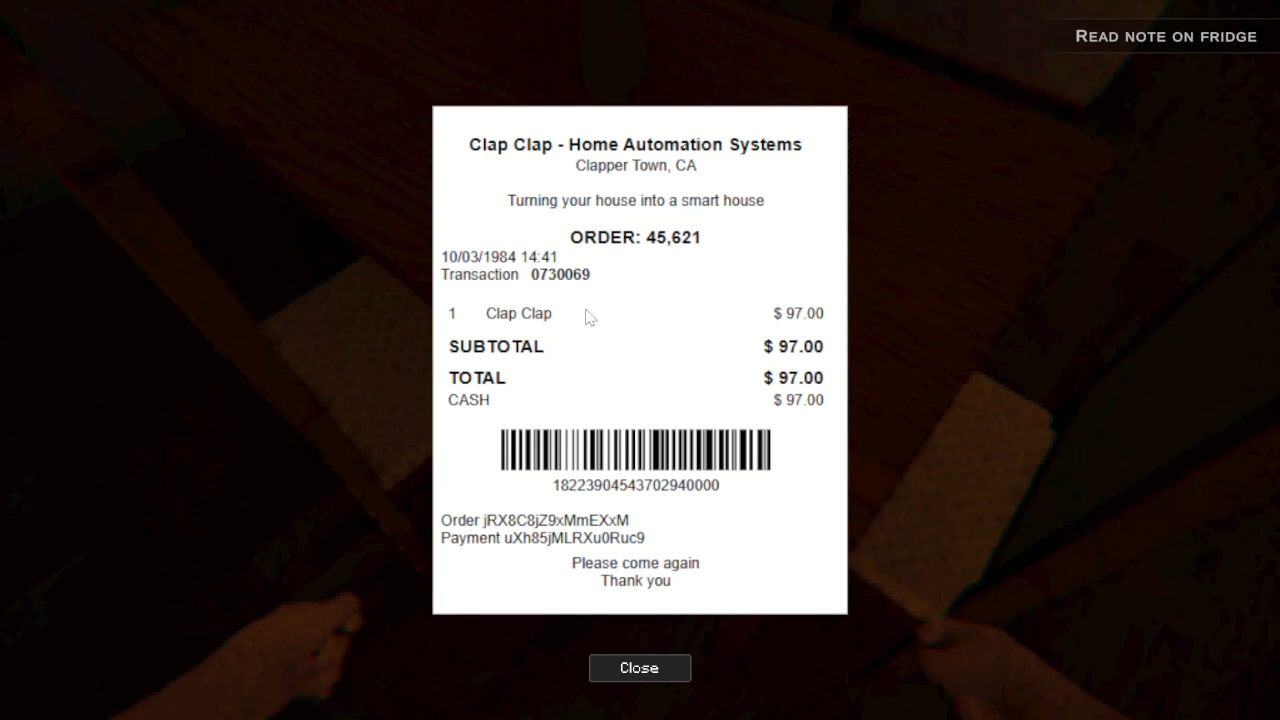 READ NOTE ON FRIDGE
Clap Clap - Home Automation Systems
Clapper Town, CA
Turning your house into a smart house
ORDER: 45,621
10/03/1984 14:41
Transaction 0730069
1 Clap Clap $ 97.00
SUBTOTAL $ 97.00
TOTAL $ 97.00
CASH $ 97.00
18223904543702940000
Order jRX8C8jZ9xMmEXxM
Payment uXh85jMLRXu0Ruc9
Please come again
Thank you
Close